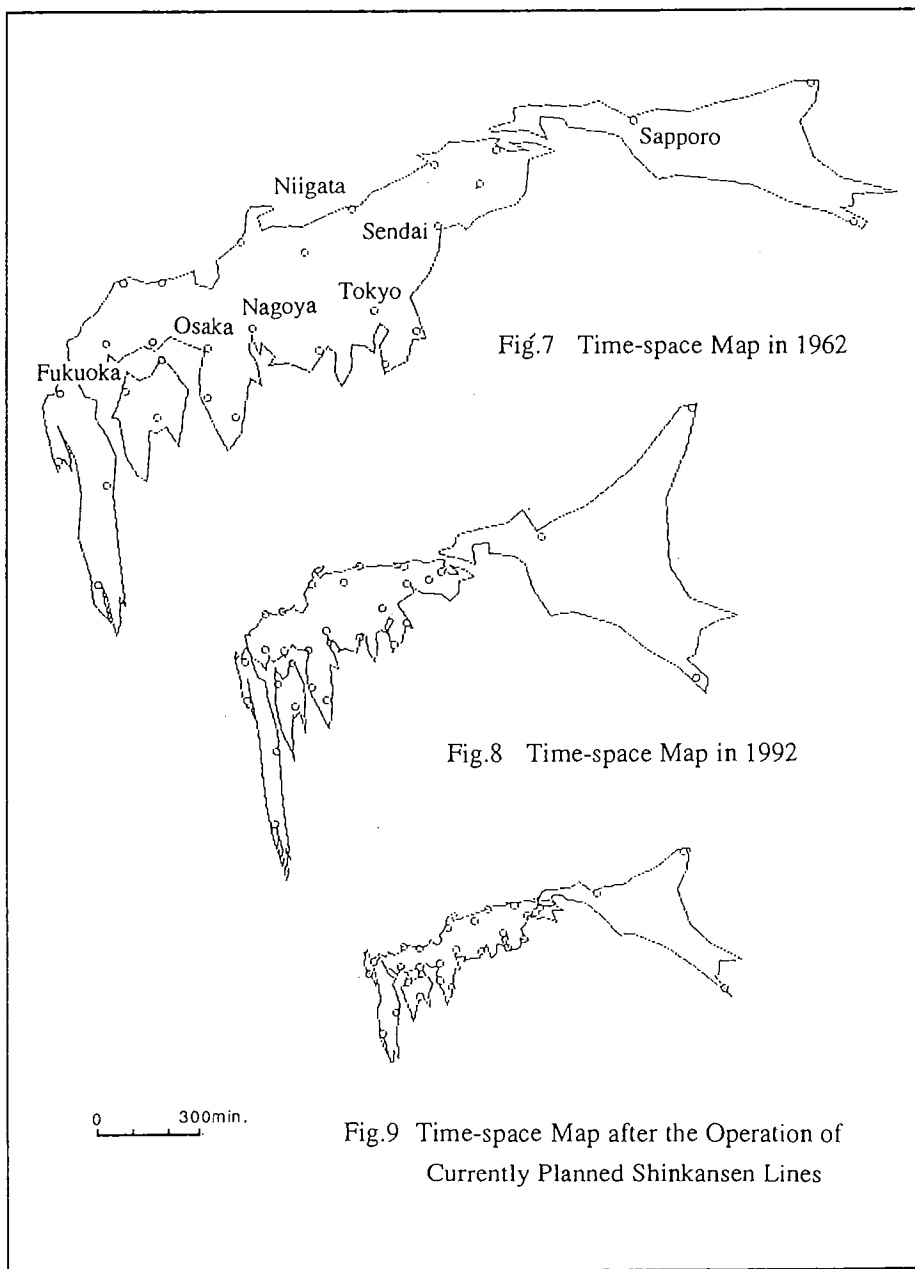 Sapporo
Niigata
Sendai
Tokyo
Nagoya
Osaka
Fukuoka
Fig.7 Time-space Map in 1962
Fig.8 Time-space Map in 1992
0 300min.
Fig.9 Time-space Map after the Operation of
Currently Planned Shinkansen Lines